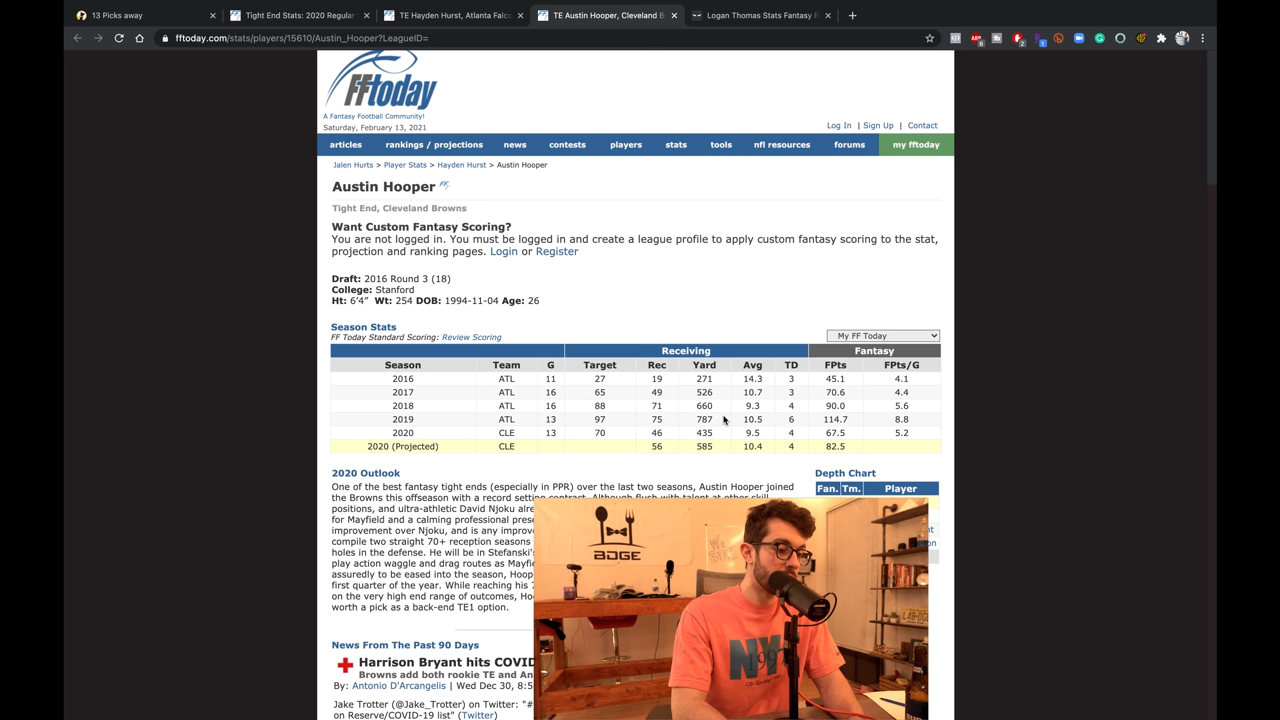 13 Picks away
Tight End Stats: 2020 Regular
TE Hayden Hurst, Atlanta Falco
TE Austin Hooper, Cleveland B
Logan Thomas Stats Fantasy F
fftoday.com/stats/players/15610/Austin_Hooper?LeagueID=
FFtoday
A Fantasy Football Community!
Saturday, February 13, 2021
Log In | Sign Up | Contact
articles rankings / projections news contests players stats tools nfl resources forums my fftoday
Jalen Hurts > Player Stats > Hayden Hurst > Austin Hooper
Austin Hooper
Tight End, Cleveland Browns
Want Custom Fantasy Scoring?
You are not logged in. You must be logged in and create a league profile to apply custom fantasy scoring to the stat,
projection and ranking pages. Login or Register
Draft: 2016 Round 3 (18)
College: Stanford
Ht: 6'4" Wt: 254 DOB: 1994-11-04 Age: 26
Season Stats
FF Today Standard Scoring: Review Scoring
My FF Today
Receiving Fantasy
Season Team G Target Rec Yard Avg TD FPts FPts/G
2016 ATL 11 27 19 271 14.3 3 45.1 4.1
2017 ATL 16 65 49 526 10.7 3 70.6 4.4
2018 ATL 16 88 71 660 9.3 4 90.0 5.6
2019 ATL 13 97 75 787 10.5 6 114.7 8.8
2020 CLE 13 70 46 435 9.5 4 67.5 5.2
2020 (Projected) CLE 56 585 10.4 4 82.5
2020 Outlook
One of the best fantasy tight ends (especially in PPR) over the last two seasons, Austin Hooper joined
the Browns this offseason with a record setting contract. Although flush with talent at other skill
positions, and ultra-athletic David Njoku alr
for Mayfield and a calming professional pres
improvement over Njoku, and is any improv
compile two straight 70+ reception seasons
holes in the defense. He will be in Stefanski's
play action waggle and drag routes as Mayfi
assuredly to be eased into the season, Hoop
first quarter of the year. While reaching his 7
on the very high end range of outcomes, Ho
worth a pick as a back-end TE1 option.
Depth Chart
Fan. Tm. Player
nt
on
BDGE
NY
199
News From The Past 90 Days
Harrison Bryant hits COVID
Browns add both rookie TE and An
By: Antonio D'Arcangelis | Wed Dec 30, 8:5
Jake Trotter (@Jake_Trotter) on Twitter: "#
on Reserve/COVID-19 list" (Twitter)